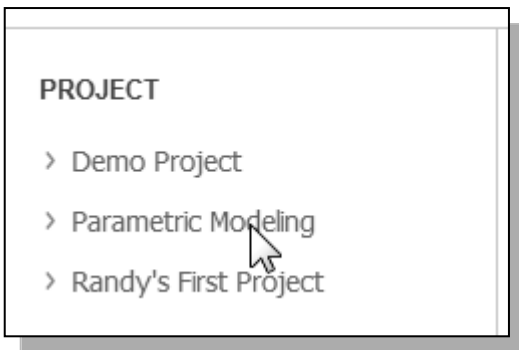 PROJECT
Demo Project
Parametric Modeling
Randy's First Project